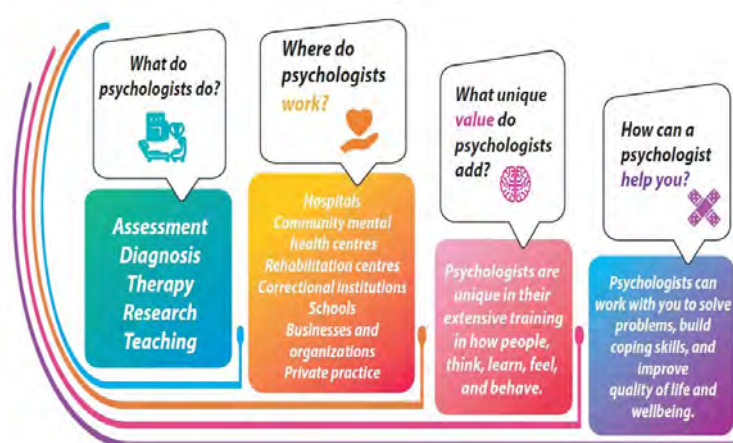 What do
psychologists do?
Assessment
Diagnosis
Therapy
Research
Teaching
Where do
psychologists
work?
Hospitals
Community mental
health centres
Rehabilitation centres
Correctional institutions
Schools
Businesses and
organizations
Private practice
What unique
value do
psychologists
add?
Psychologists are
unique in their
extensive training
in how people,
think, learn, feel,
and behave.
How can a
psychologist
help you?
Psychologists can
work with you to solve
problems, build
coping skills, and
improve
quality of life and
wellbeing.